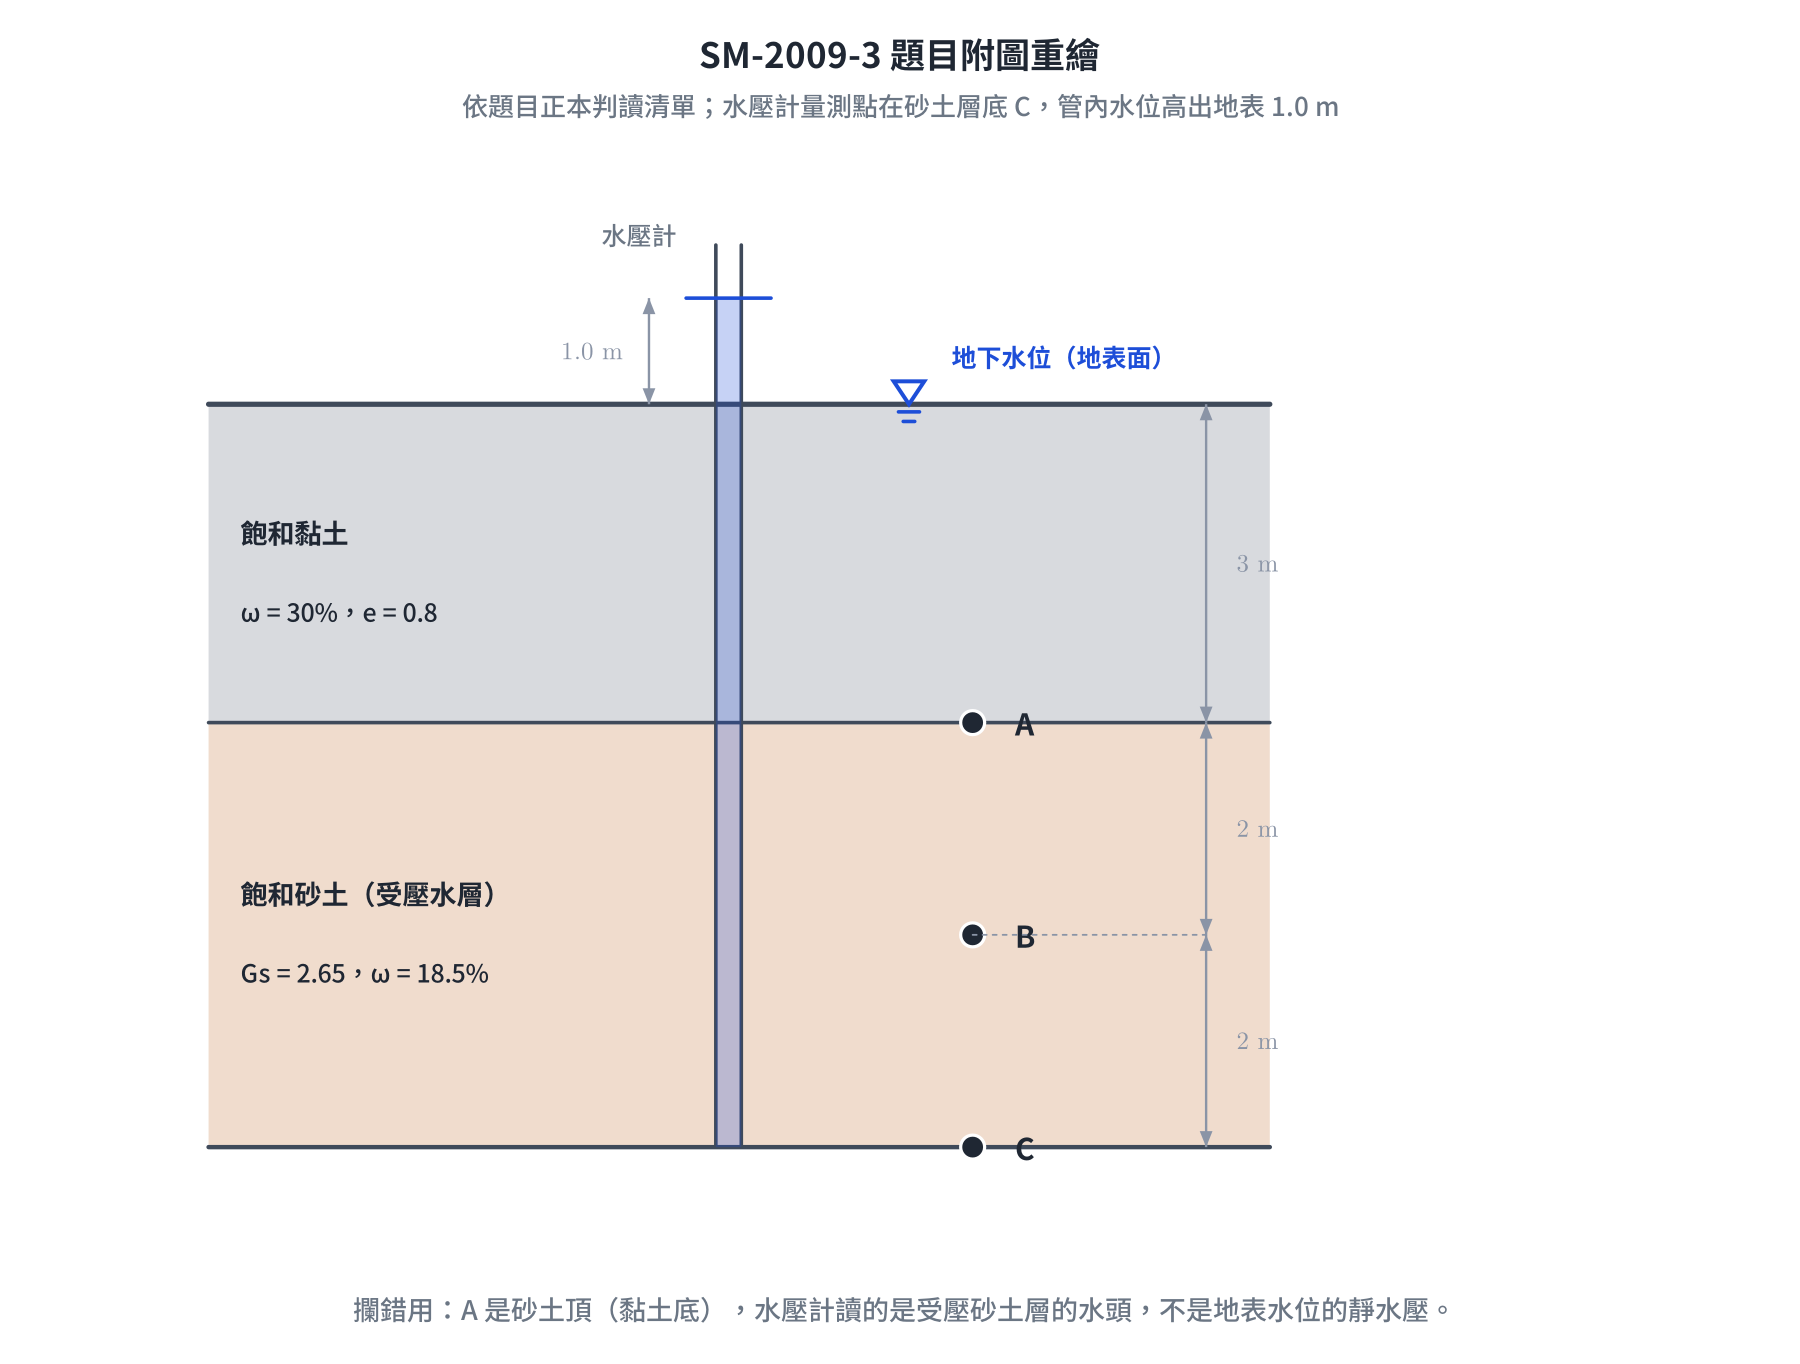 SM-2009-3 題目附圖重繪
依題目正本判讀清單；水壓計量測點在砂土層底 C，管內水位高出地表 1.0 m
水壓計
1.0 m
地下水位（地表面）
飽和黏土
3 m
ω = 30%，e = 0.8
A
2 m
飽和砂土（受壓水層）
B
Gs = 2.65，ω = 18.5%
2 m
C
攔錯用：A 是砂土頂（黏土底），水壓計讀的是受壓砂土層的水頭，不是地表水位的靜水壓。